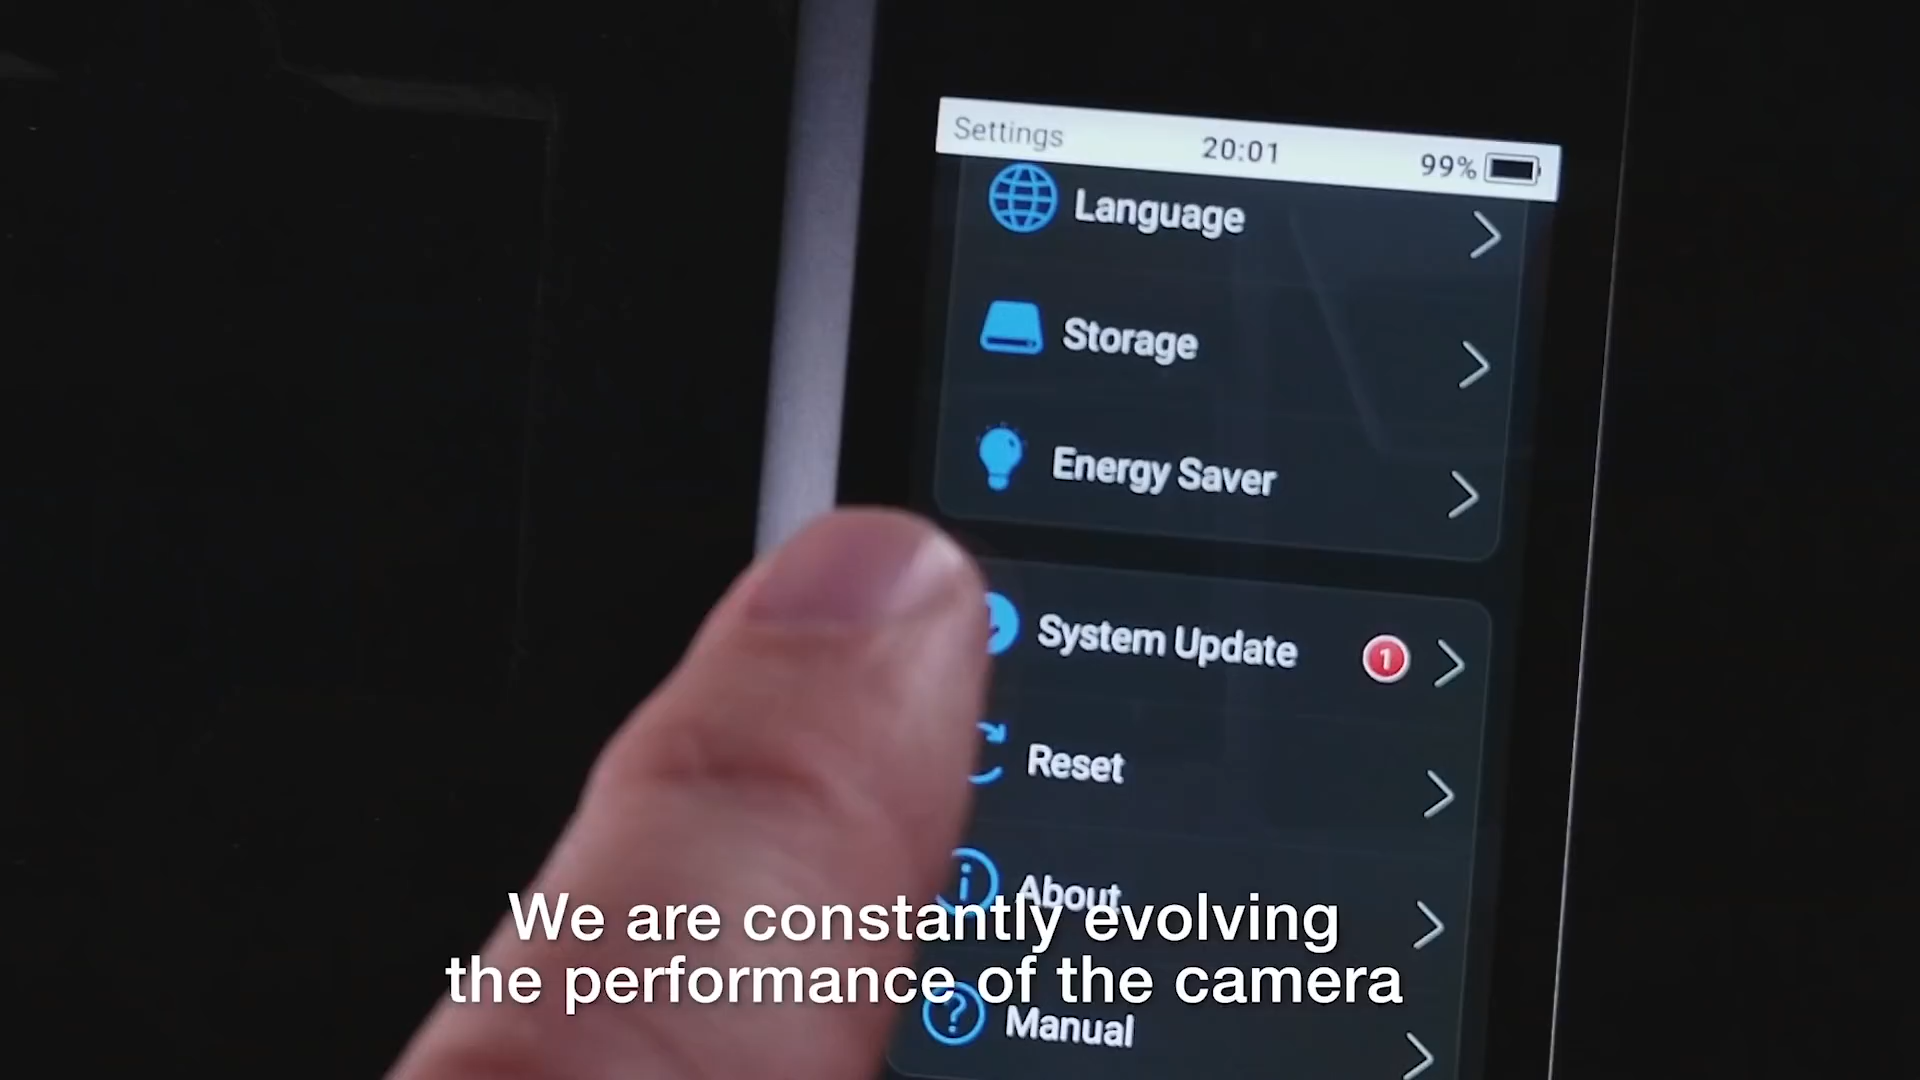 Settings 20:01 99%
Language
Storage
Energy Saver
System Update 1
Reset
About
We are constantly evolving
the performance of the camera
Manual